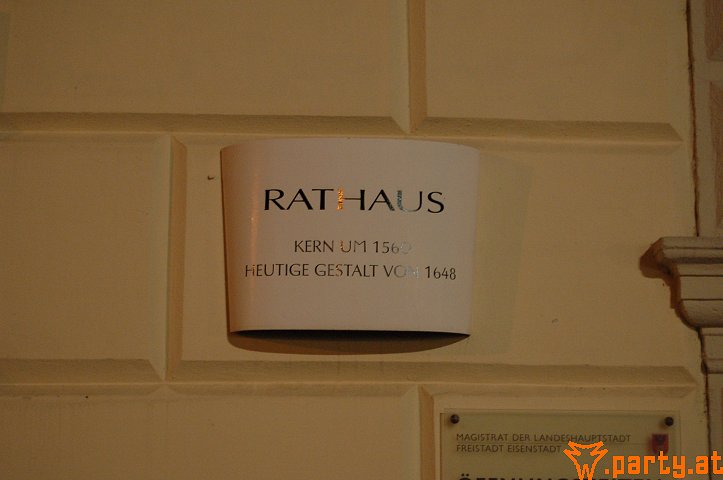 RATHAUS
KERN UM 1560
HEUTIGE GESTALT VON 1648
MAGISTRAT DER LANDESHAUPTSTADT
FREISTADT EISENSTADT
w.party.at